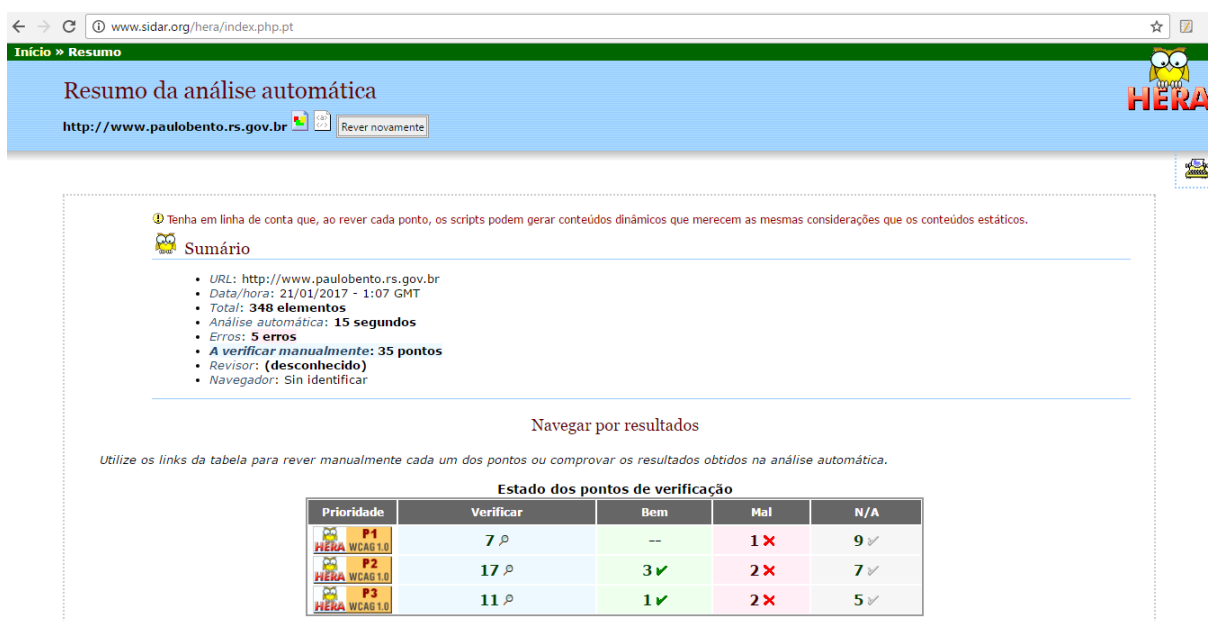 www.sidar.org/hera/index.php.pt
Início » Resumo
Resumo da análise automática
HERA
http://www.paulobento.rs.gov.br Rever novamente
Tenha em linha de conta que, ao rever cada ponto, os scripts podem gerar conteúdos dinámicos que merecem as mesmas considerações que os conteúdos estáticos.
Sumário
URL: http://www.paulobento.rs.gov.br
Data/hora: 21/01/2017 - 1:07 GMT
Total: 348 elementos
Análise automática: 15 segundos
Erros: 5 erros
A verificar manualmente: 35 pontos
Revisor: (desconhecido)
Navegador: Sin identificar
Navegar por resultados
Utilize os links da tabela para rever manualmente cada um dos pontos ou comprovar os resultados obtidos na análise automática.
Estado dos pontos de verificação
Prioridade Verificar Bem Mal N/A
HERA P1 WCAG 1.0 7 -- 1 9
HERA P2 WCAG 1.0 17 3 2 7
HERA P3 WCAG 1.0 11 1 2 5